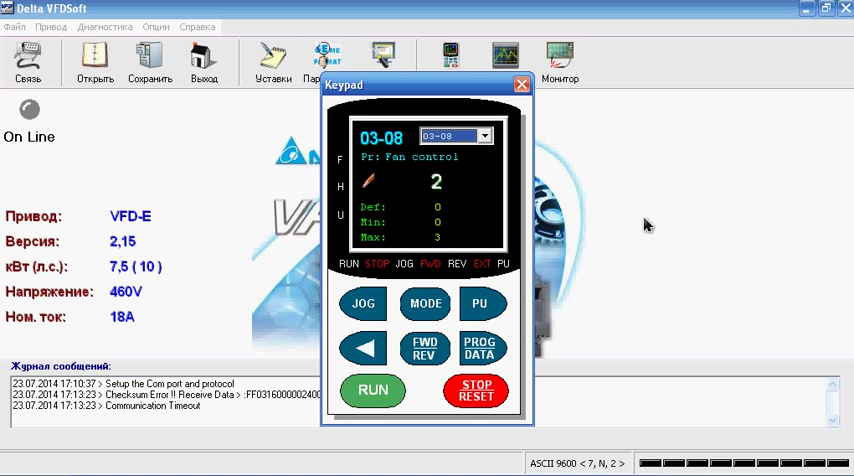 Delta VFDSoft
Файл Привод Диагностика Опции Справка
Связь Открыть Сохранить Выход Уставки Монитор
Keypad
On Line
03-08 03-08
Pr: Fan control
F
H
U
2
Def: 0
Min: 0
Max: 3
RUN STOP JOG FWD REV EXT PU
JOG MODE PU
FWD REV PROG DATA
RUN STOP RESET
Привод: VFD-E
Версия: 2,15
кВт (л.с.): 7,5 ( 10 )
Напряжение: 460V
Ном. ток: 18A
Журнал сообщений:
23.07.2014 17:10:37 > Setup the Com port and protocol
23.07.2014 17:13:23 > Checksum Error !! Receive Data > :FF0316000002400
23.07.2014 17:13:23 > Communication Timeout
ASCII 9600 < 7, N, 2 >